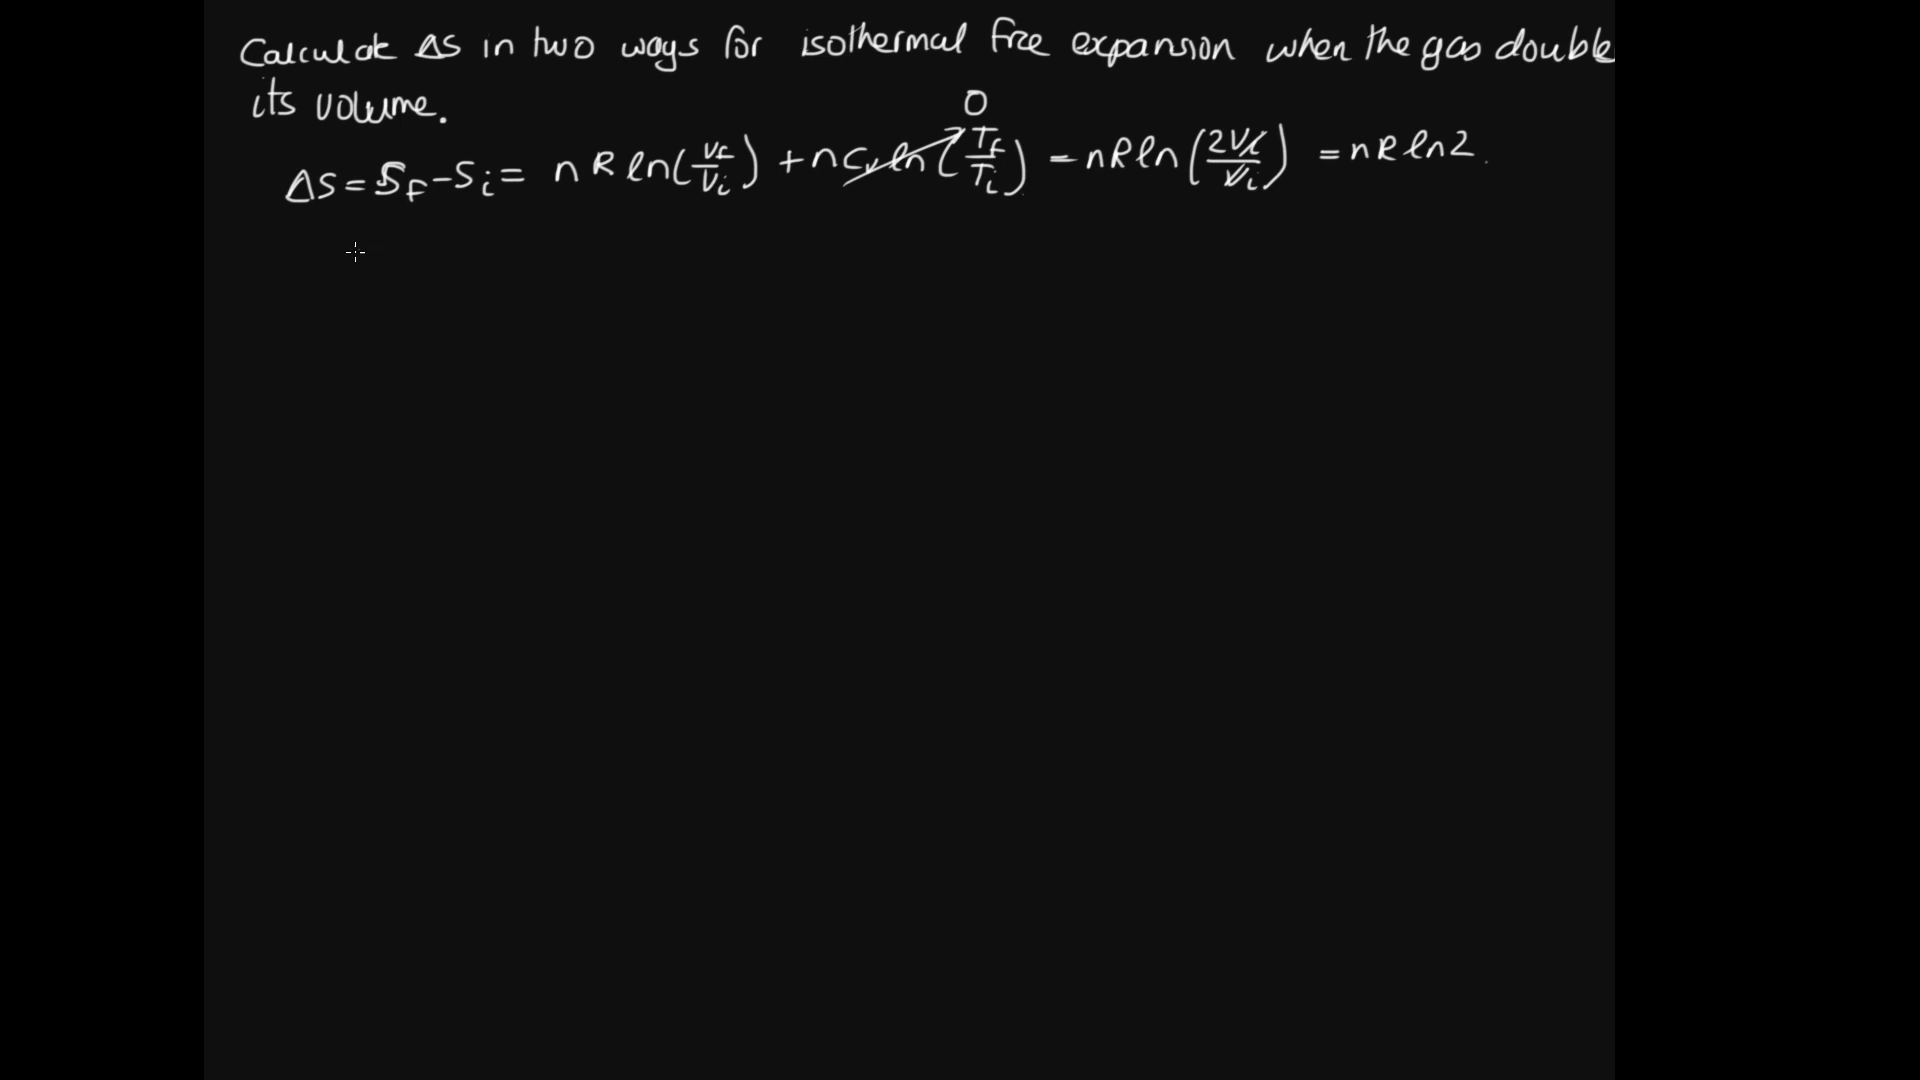 Calculate ΔS in two ways for isothermal free expansion when the gas double
its volume.
0
ΔS = S_f - S_i = nR ln(V_f/V_i) + nC_v ln(T_f/T_i) = nR ln(2V_i/V_i) = nR ln2.